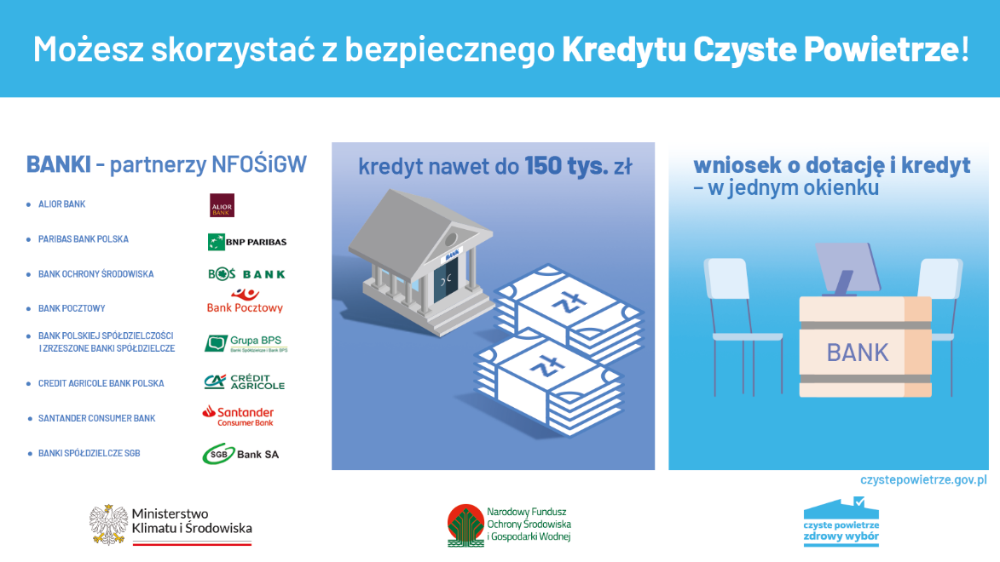 Możesz skorzystać z bezpiecznego Kredytu Czyste Powietrze!
BANKI - partnerzy NFOŚiGW
• ALIOR BANK
ALIOR
BANK
• PARIBAS BANK POLSKA
BNP PARIBAS
• BANK OCHRONY ŚRODOWISKA
BOŚ BANK
• BANK POCZTOWY
Bank Pocztowy
• BANK POLSKIEJ SPÓŁDZIELCZOŚCI
I ZRZESZONE BANKI SPÓŁDZIELCZE
Grupa BPS
Banki Spółdzielcze i Bank BPS
• CREDIT AGRICOLE BANK POLSKA
CA
CRÉDIT
AGRICOLE
• SANTANDER CONSUMER BANK
Santander
Consumer Bank
• BANKI SPÓŁDZIELCZE SGB
SGB Bank SA
kredyt nawet do 150 tys. zł
BANK
zł
zł
wniosek o dotację i kredyt
– w jednym okienku
BANK
czystepowietrze.gov.pl
Ministerstwo
Klimatu i Środowiska
Narodowy Fundusz
Ochrony Środowiska
i Gospodarki Wodnej
czyste powietrze
zdrowy wybór